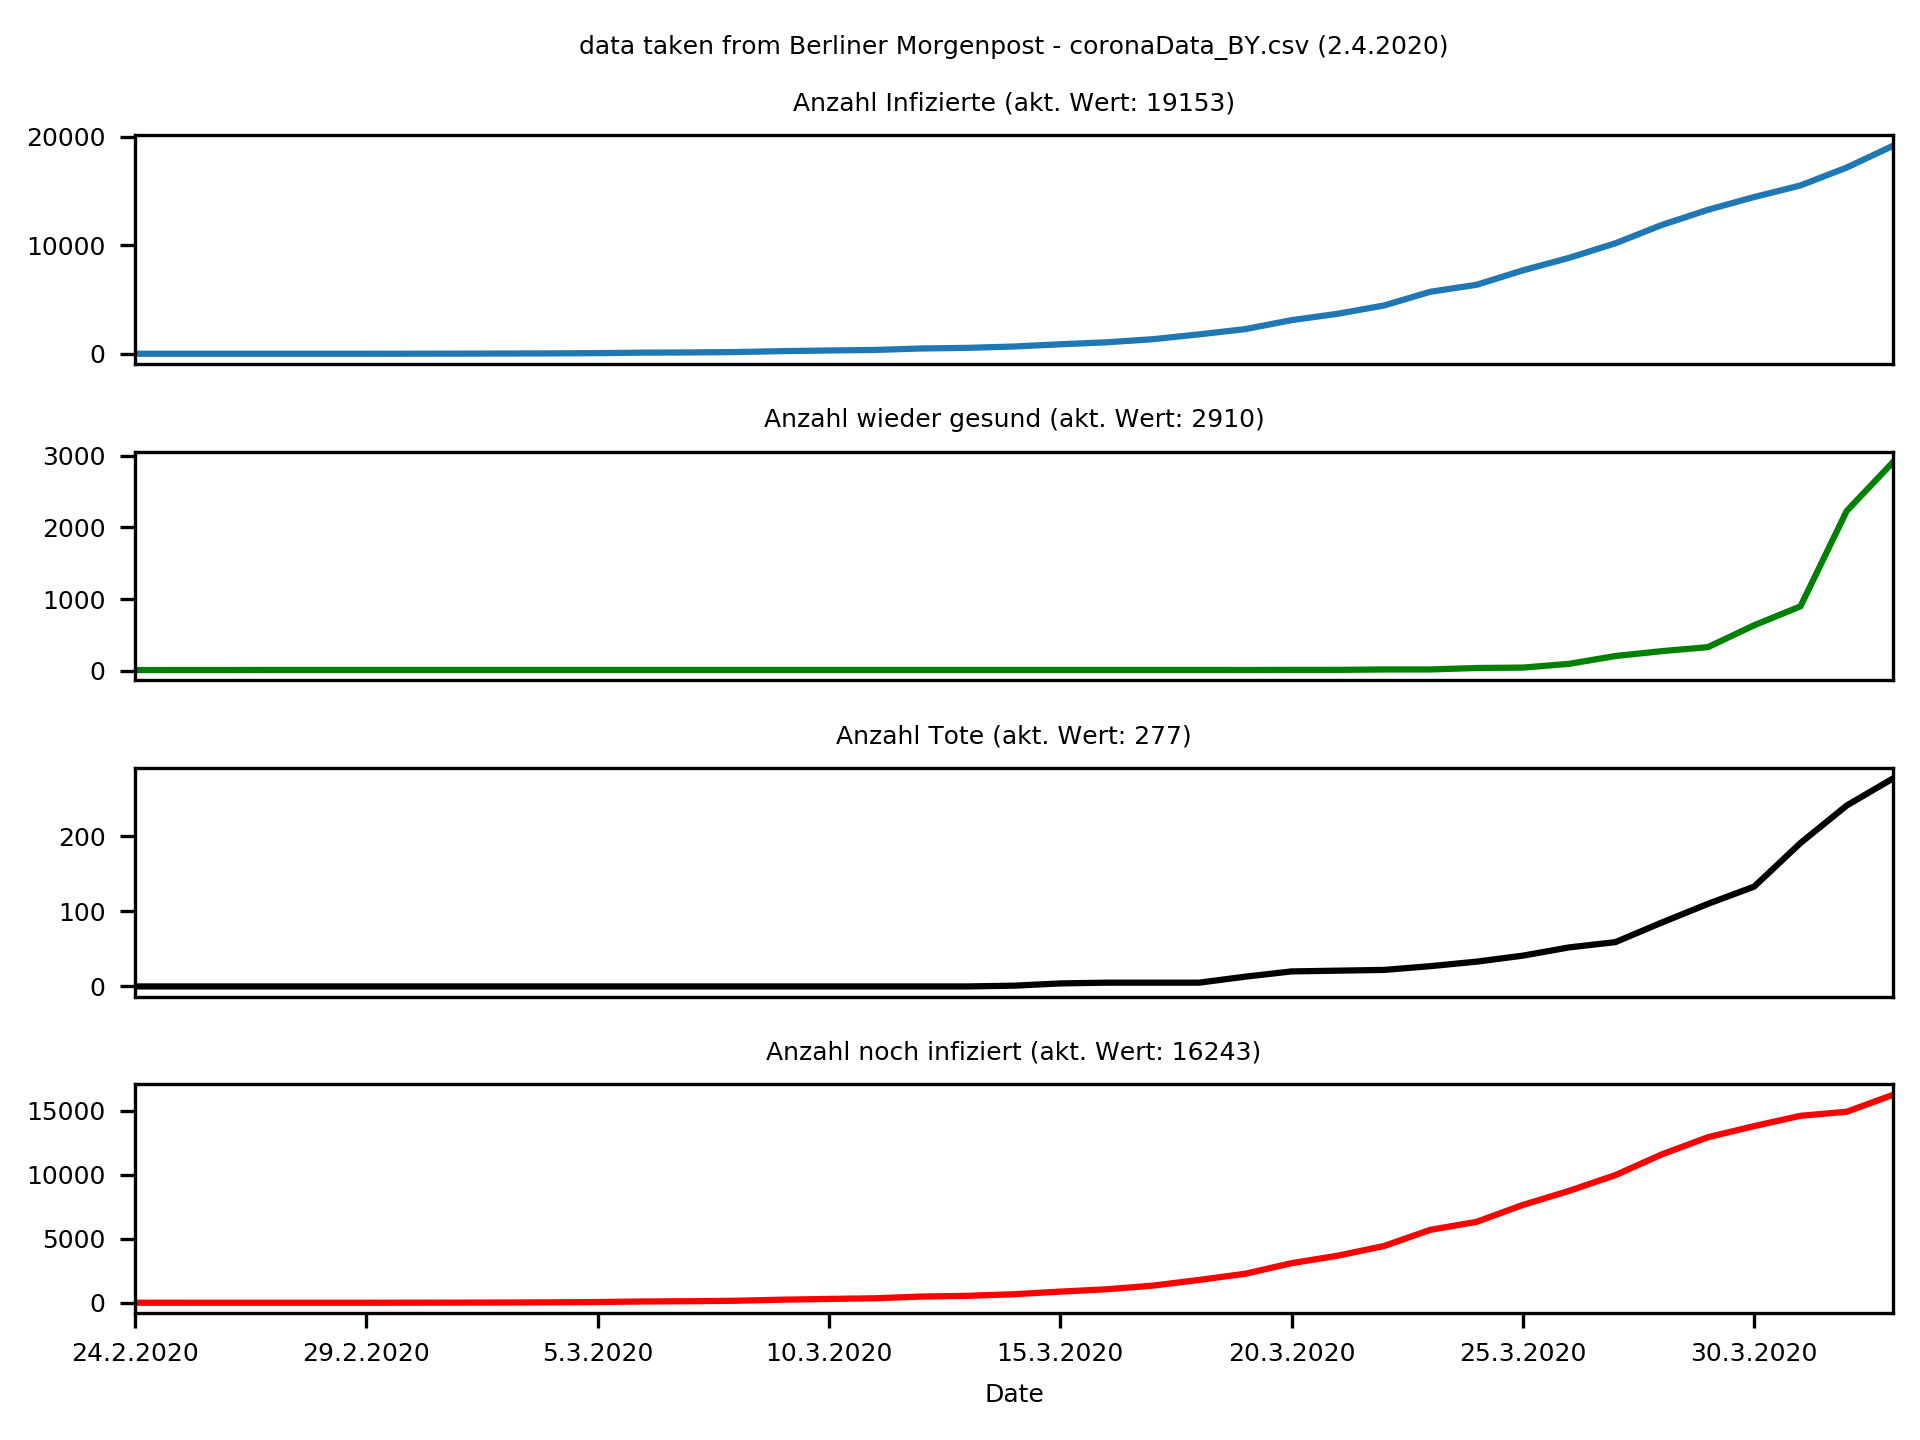 data taken from Berliner Morgenpost - coronaData_BY.csv (2.4.2020)
Anzahl Infizierte (akt. Wert: 19153)
20000
10000
0
Anzahl wieder gesund (akt. Wert: 2910)
3000
2000
1000
0
Anzahl Tote (akt. Wert: 277)
200
100
0
Anzahl noch infiziert (akt. Wert: 16243)
15000
10000
5000
0
24.2.2020 29.2.2020 5.3.2020 10.3.2020 15.3.2020 20.3.2020 25.3.2020 30.3.2020
Date